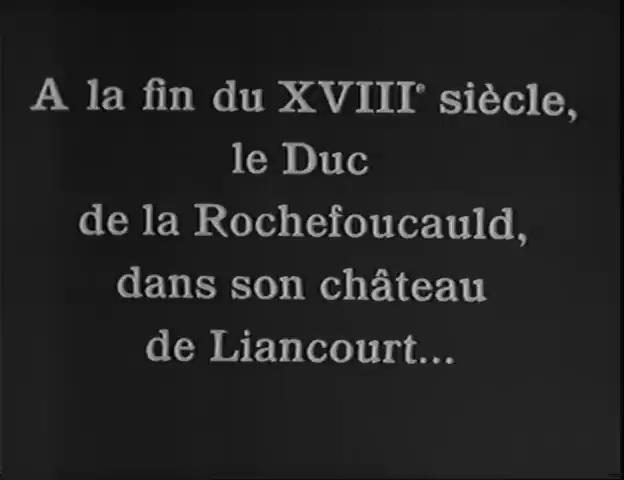 A la fin du XVIIIe siècle,
le Duc
de la Rochefoucauld,
dans son château
de Liancourt...